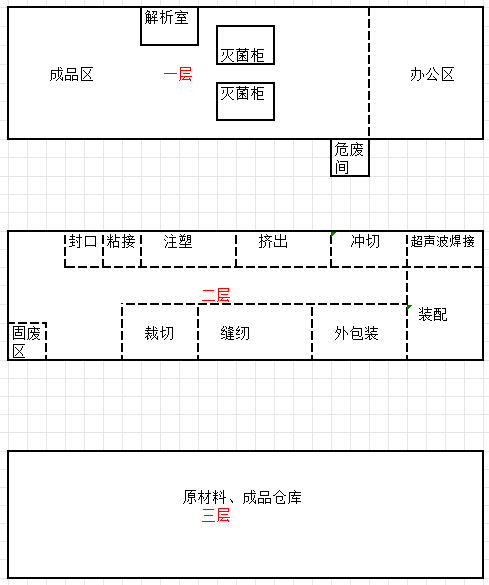 解析室
灭菌柜
成品区
一层
办公区
灭菌柜
危废
间
封口
粘接
注塑
挤出
冲切
超声波焊接
二层
装配
固废
区
裁切
缝纫
外包装
原材料、成品仓库
三层